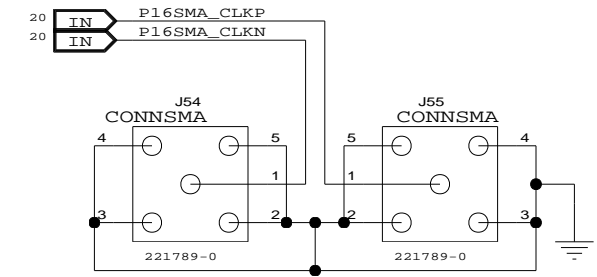 20 IN P16SMA_CLKP
20 IN P16SMA_CLKN
J54 J55
CONNSMA CONNSMA
4 5 5 4
1 1
3 2 2 3
221789-0 221789-0